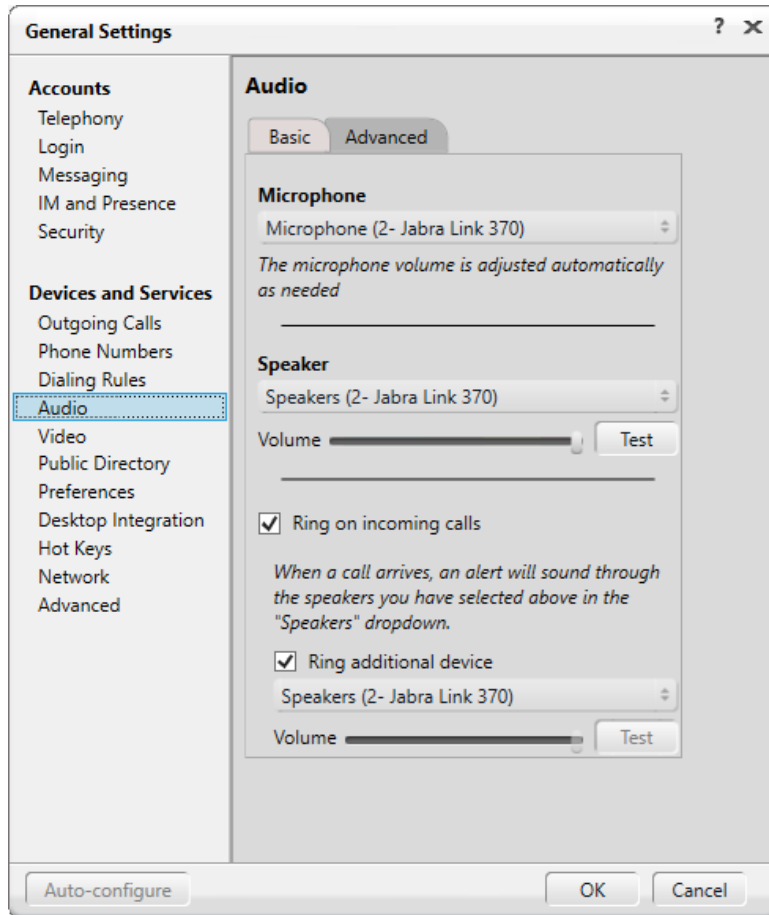 General Settings
?
Accounts
Telephony
Login
Messaging
IM and Presence
Security
Devices and Services
Outgoing Calls
Phone Numbers
Dialing Rules
Audio
Video
Public Directory
Preferences
Desktop Integration
Hot Keys
Network
Advanced
Audio
Basic Advanced
Microphone
Microphone (2- Jabra Link 370)
The microphone volume is adjusted automatically
as needed
Speaker
Speakers (2- Jabra Link 370)
Volume Test
Ring on incoming calls
When a call arrives, an alert will sound through
the speakers you have selected above in the
"Speakers" dropdown.
Ring additional device
Speakers (2- Jabra Link 370)
Volume Test
Auto-configure OK Cancel